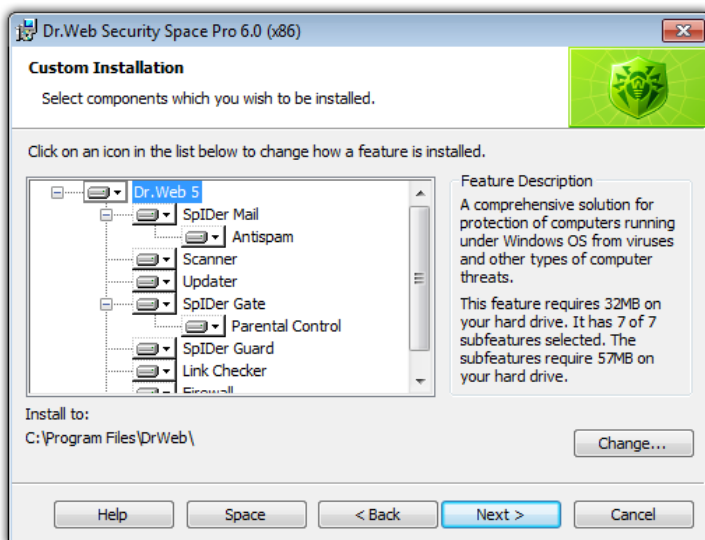 Dr.Web Security Space Pro 6.0 (x86)
Custom Installation
Select components which you wish to be installed.
Click on an icon in the list below to change how a feature is installed.
Dr.Web 5
SpIDer Mail
Antispam
Scanner
Updater
SpIDer Gate
Parental Control
SpIDer Guard
Link Checker
Firewall
Feature Description
A comprehensive solution for
protection of computers running
under Windows OS from viruses
and other types of computer
threats.
This feature requires 32MB on
your hard drive. It has 7 of 7
subfeatures selected. The
subfeatures require 57MB on
your hard drive.
Install to:
C:\Program Files\DrWeb\
Change...
Help
Space
< Back
Next >
Cancel